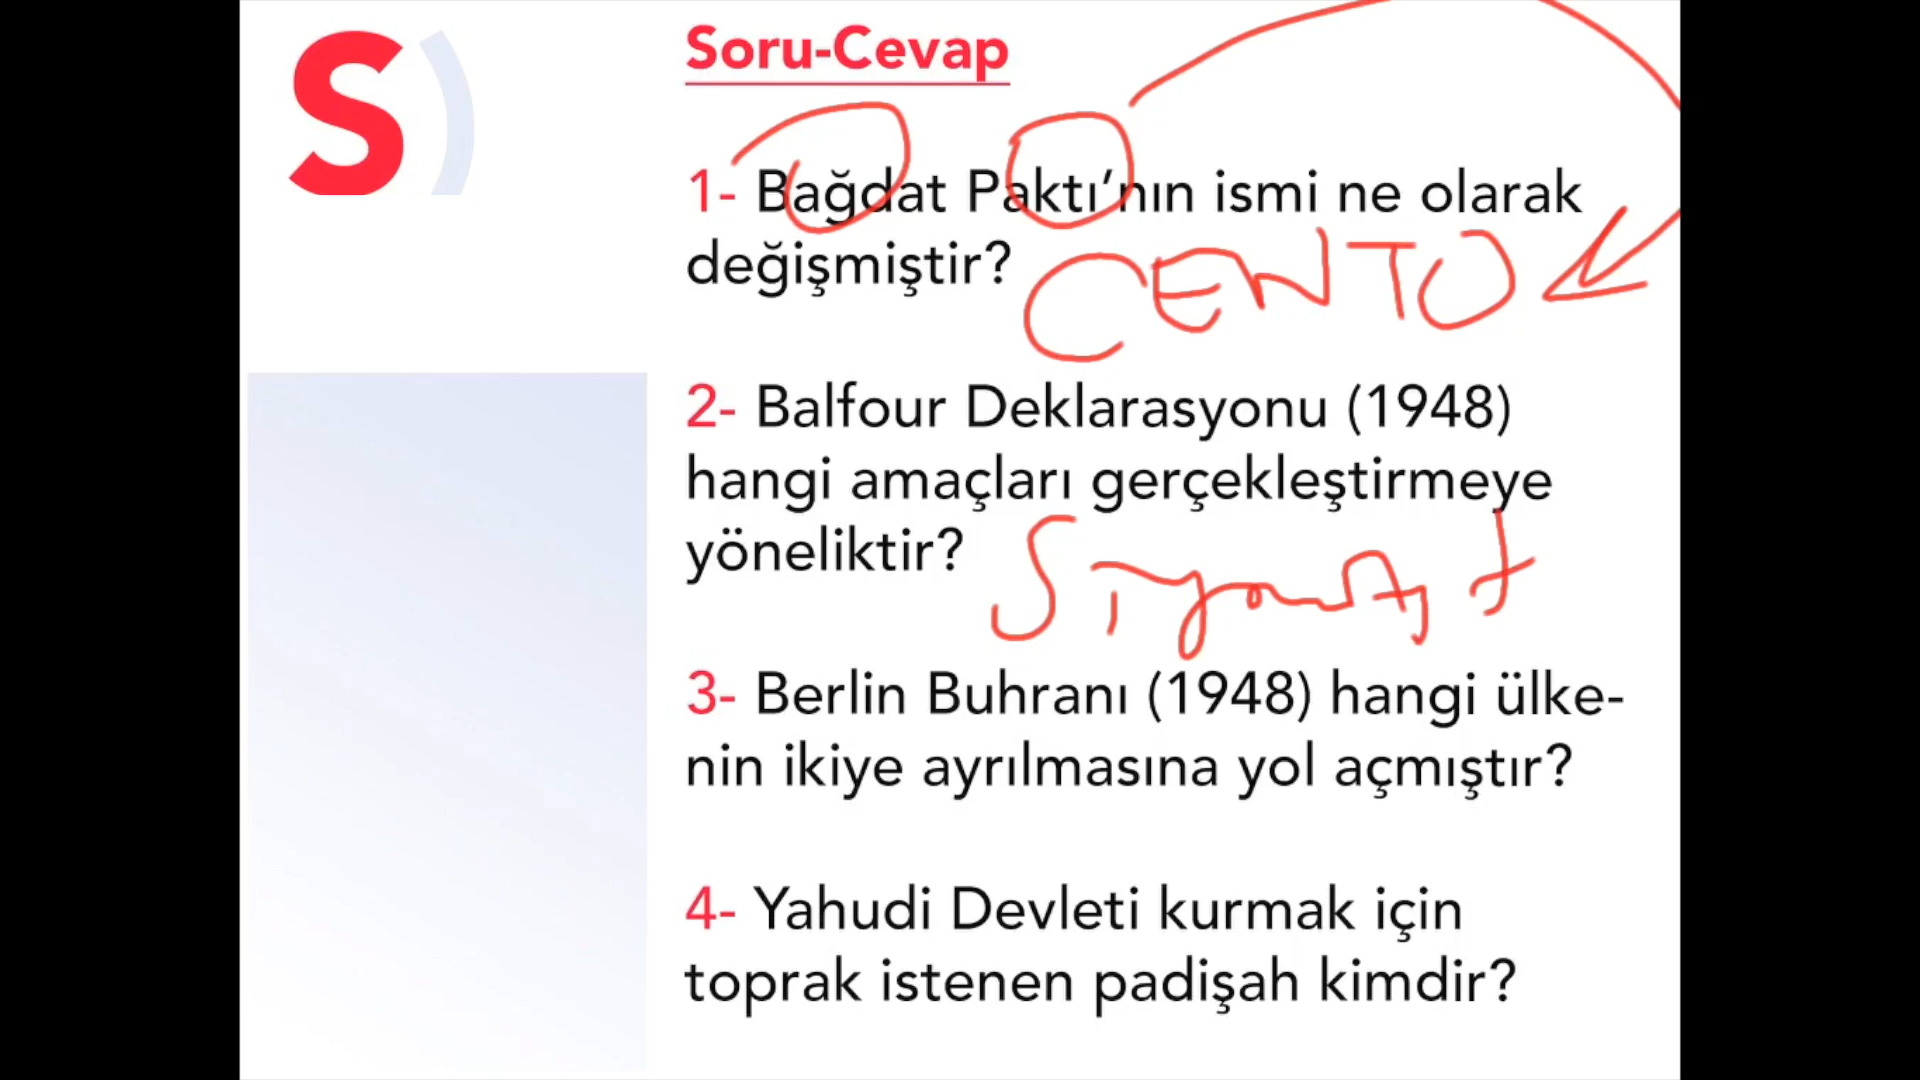 S)
Soru-Cevap
1- Bağdat Paktı'nın ismi ne olarak
değişmiştir?
CENTO
2- Balfour Deklarasyonu (1948)
hangi amaçları gerçekleştirmeye
yöneliktir?
3- Berlin Buhranı (1948) hangi ülke-
nin ikiye ayrılmasına yol açmıştır?
4- Yahudi Devleti kurmak için
toprak istenen padişah kimdir?